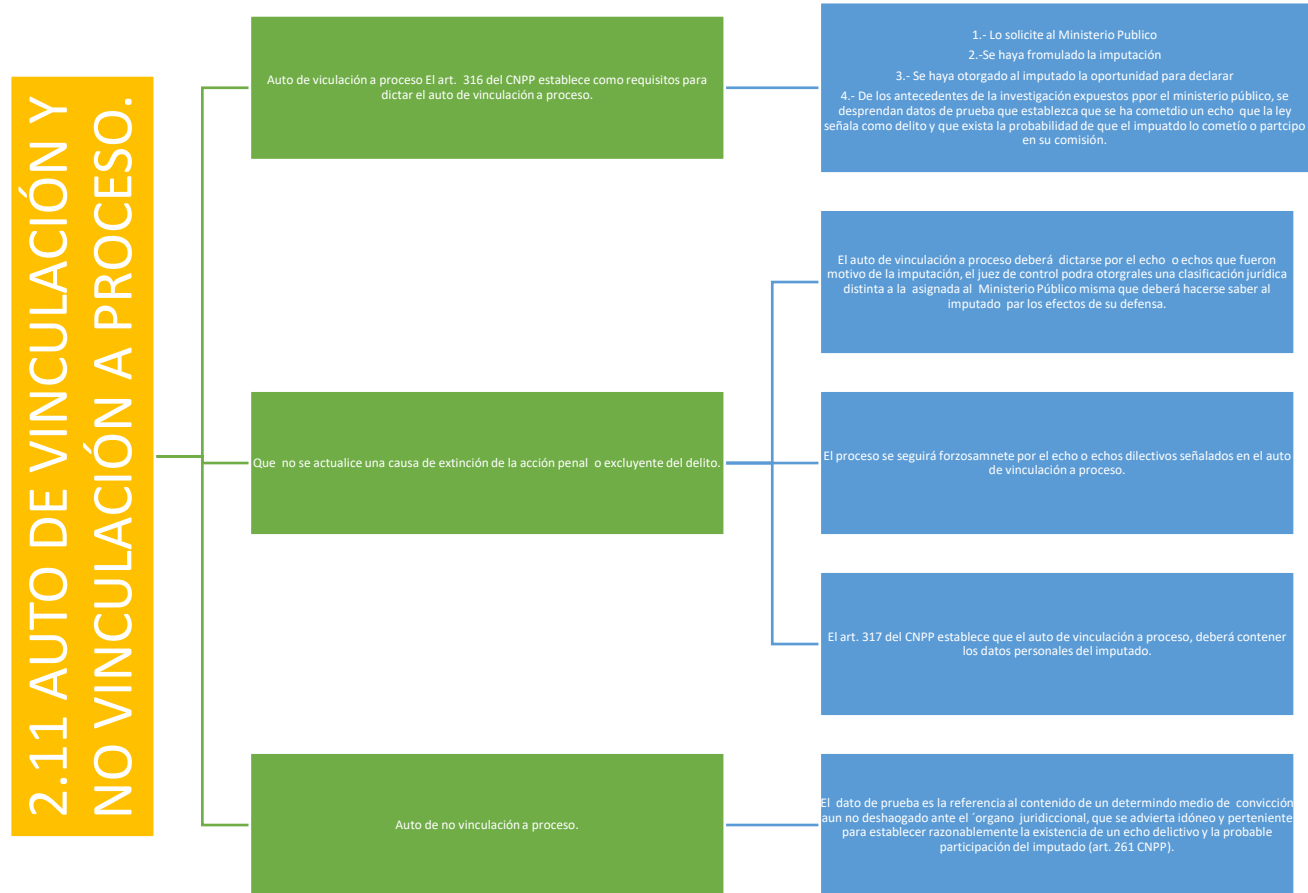 2.11 AUTO DE VINCULACIÓN Y
NO VINCULACIÓN A PROCESO.
Auto de viculación a proceso El art.  316 del CNPP establece como requisitos para
dictar el auto de vinculación a proceso.
1.- Lo solicite al Ministerio Publico
2.-Se haya fromulado la imputación
3.- Se haya otorgado al imputado la oportunidad para declarar
4.- De los antecedentes de la investigación expuestos ppor el ministerio público, se
desprendan datos de prueba que establezca que se ha cometdio un echo  que la ley
señala como delito y que exista la probabilidad de que el impuatdo lo cometío o partcipo
en su comisión.
Que  no se actualice una causa de extinción de la acción penal  o excluyente del delito.
El auto de vinculación a proceso deberá  dictarse por el echo  o echos que fueron
motivo de la imputación, el juez de control podra otorgrales una clasificación jurídica
distinta a la  asignada al  Ministerio Público misma que deberá hacerse saber al
imputado  par los efectos de su defensa.
El proceso se seguirá forzosamnete por el echo o echos dilectivos señalados en el auto
de vinculación a proceso.
El art. 317 del CNPP establece que el auto de vinculación a proceso, deberá contener
los datos personales del imputado.
Auto de no vinculación a proceso.
El  dato de prueba es la referencia al contenido de un determindo medio de  convicción
aun no deshaogado ante el ´organo  juridiccional, que se advierta idóneo y perteniente
para establecer razonablemente la existencia de un echo delictivo y la probable
participación del imputado (art. 261 CNPP).